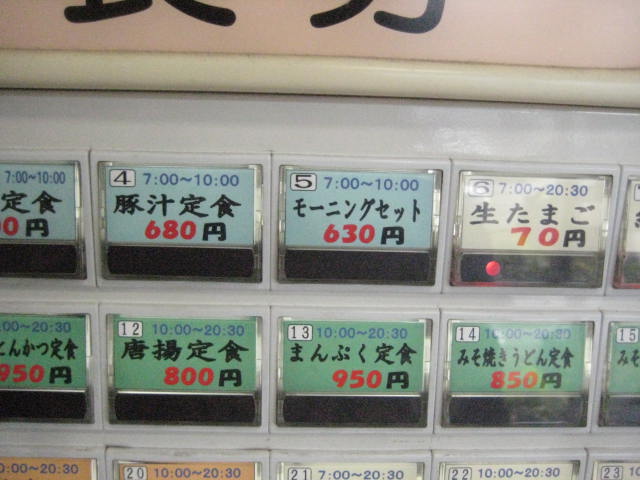 7:00~10:00
定食
00円
4 7:00~10:00
豚汁定食
680円
5 7:00~10:00
モーニングセット
630円
6 7:00~20:30
生たまご
70円
:00~20:30
とんかつ定食
950円
12 10:00~20:30
唐揚定食
800円
13 10:00~20:30
まんぷく定食
950円
14 10:00~20:30
みそ焼きうどん定食
850円
15
み
0:00~20:30
20 10:00~20:30
21 7:00~20:30
22 10:00~20:30
23